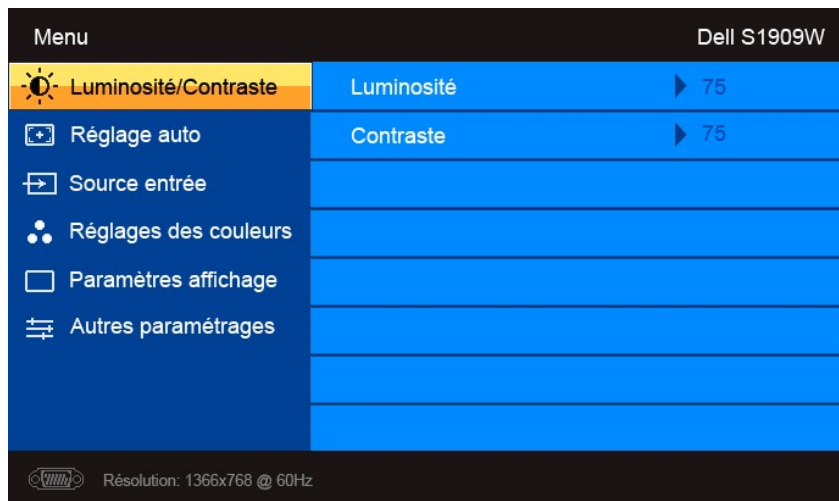 Menu Dell S1909W
Luminosité/Contraste Luminosité 75
Réglage auto Contraste 75
Source entrée
Réglages des couleurs
Paramètres affichage
Autres paramétrages
Résolution: 1366x768 @ 60Hz